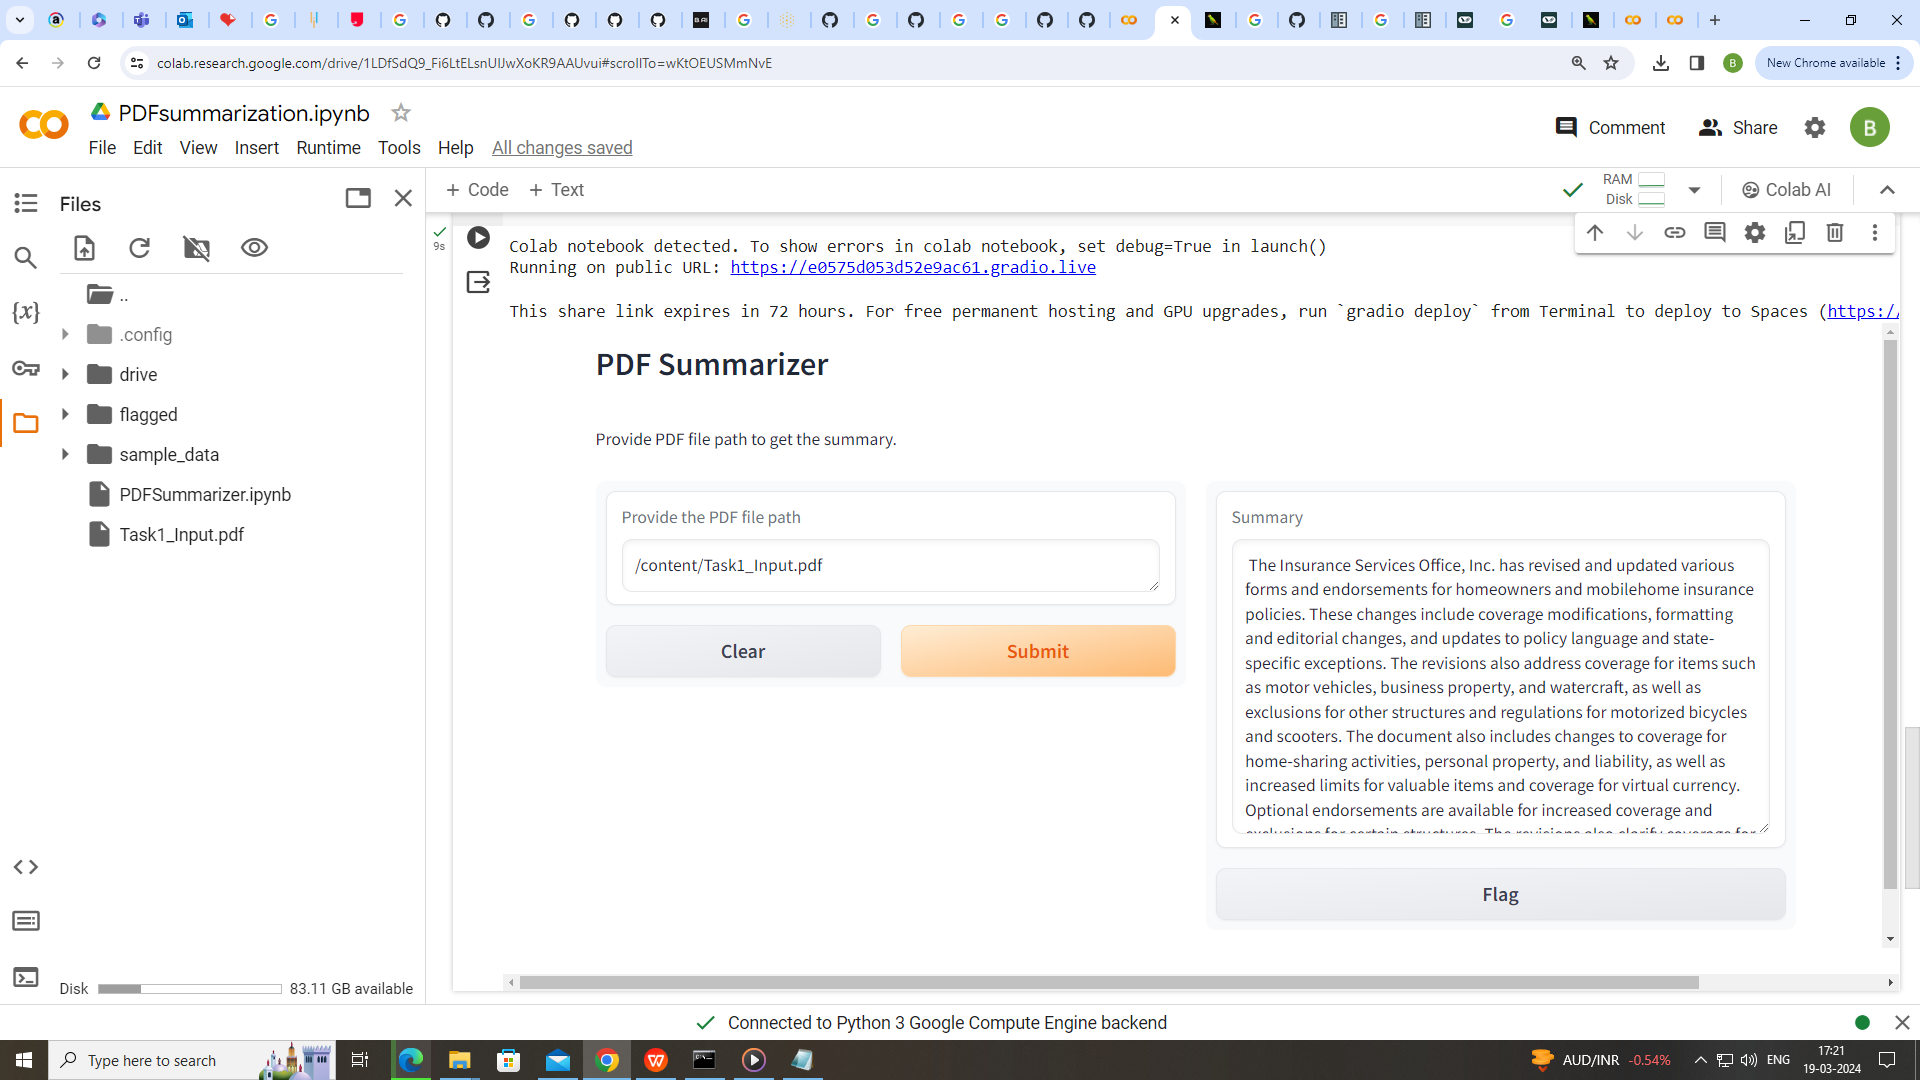 colab.research.google.com/drive/1LDfSdQ9_Fi6LtELsnUlJwXoKR9AAUvui#scrollTo=wKtOEUSMmNvE
B
New Chrome available
PDFsummarization.ipynb
Comment
Share
B
File Edit View Insert Runtime Tools Help All changes saved
Files
+ Code + Text
RAM
Disk
Colab AI
9s
Colab notebook detected. To show errors in colab notebook, set debug=True in launch()
Running on public URL: https://e0575d053d52e9ac61.gradio.live
This share link expires in 72 hours. For free permanent hosting and GPU upgrades, run `gradio deploy` from Terminal to deploy to Spaces (https:/
..
.config
drive
flagged
sample_data
PDFSummarizer.ipynb
Task1_Input.pdf
{x}
PDF Summarizer
Provide PDF file path to get the summary.
Provide the PDF file path
/content/Task1_Input.pdf
Clear
Submit
Summary
The Insurance Services Office, Inc. has revised and updated various
forms and endorsements for homeowners and mobilehome insurance
policies. These changes include coverage modifications, formatting
and editorial changes, and updates to policy language and state-
specific exceptions. The revisions also address coverage for items such
as motor vehicles, business property, and watercraft, as well as
exclusions for other structures and regulations for motorized bicycles
and scooters. The document also includes changes to coverage for
home-sharing activities, personal property, and liability, as well as
increased limits for valuable items and coverage for virtual currency.
Optional endorsements are available for increased coverage and
exclusions for certain structures. The revisions also clarify coverage for
Flag
Disk
83.11 GB available
Connected to Python 3 Google Compute Engine backend
Type here to search
AUD/INR -0.54%
ENG
17:21
19-03-2024